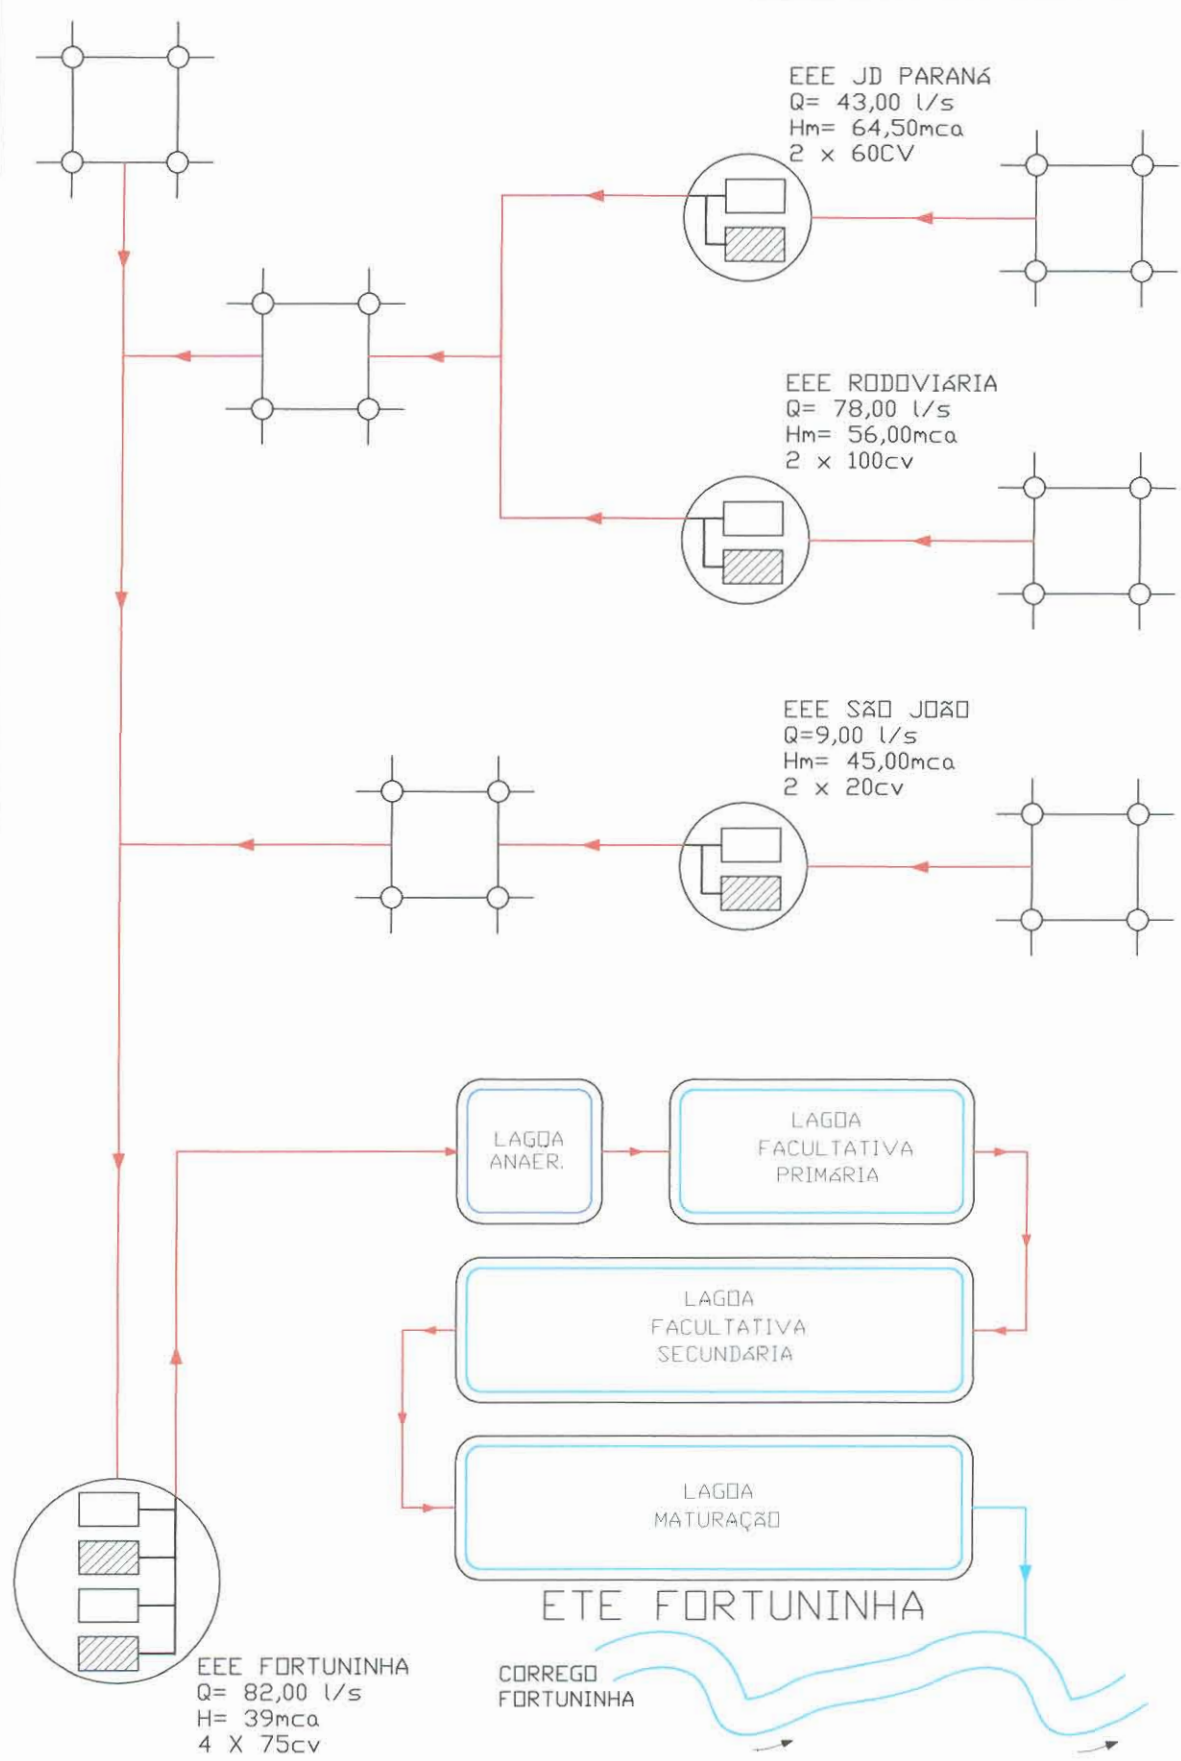 EEE JD PARANá
Q= 43,00 l/s
Hm= 64,50mca
2 x 60CV
EEE RODOVIáRIA
Q= 78,00 l/s
Hm= 56,00mca
2 x 100cv
EEE SãO JOãO
Q=9,00 l/s
Hm= 45,00mca
2 x 20cv
LAGOA
ANAER.
LAGOA
FACULTATIVA
PRIMáRIA
LAGOA
FACULTATIVA
SECUNDáRIA
LAGOA
MATURAÇãO
ETE FORTUNINHA
CORREGO
FORTUNINHA
EEE FORTUNINHA
Q= 82,00 l/s
H= 39mca
4 X 75cv